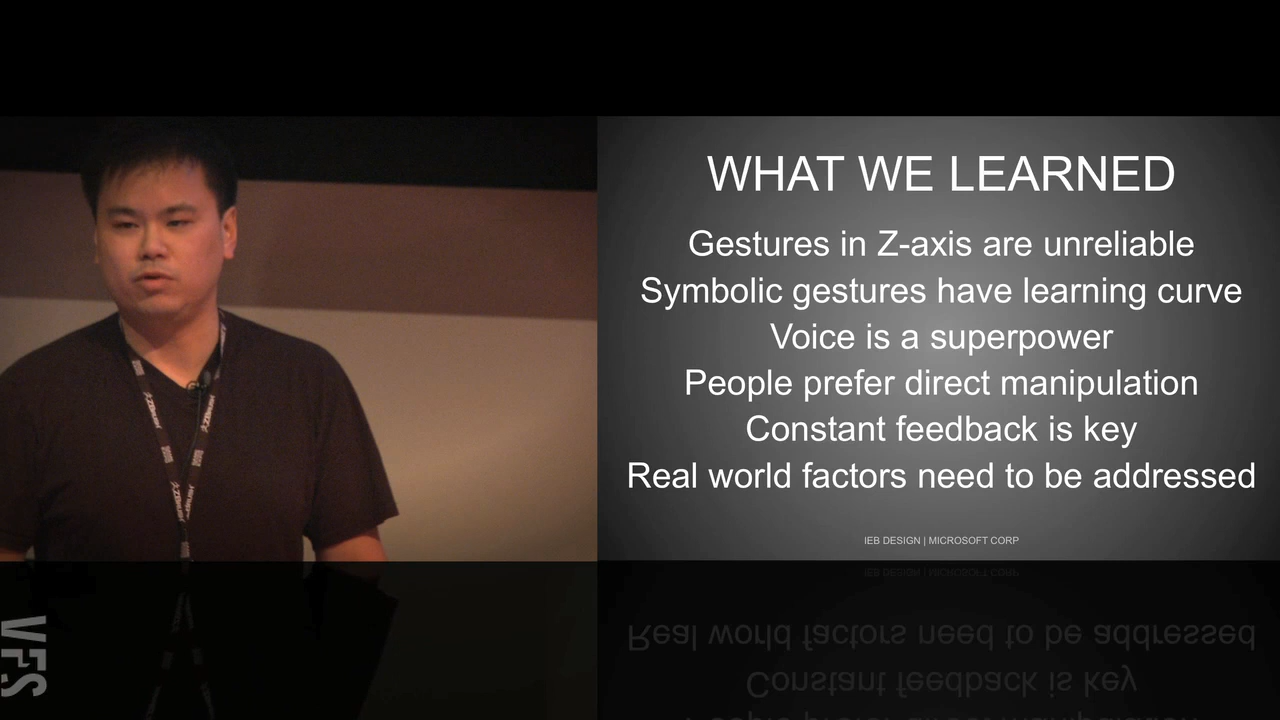 WHAT WE LEARNED
Gestures in Z-axis are unreliable
Symbolic gestures have learning curve
Voice is a superpower
People prefer direct manipulation
Constant feedback is key
Real world factors need to be addressed
IEB DESIGN | MICROSOFT CORP
VFS